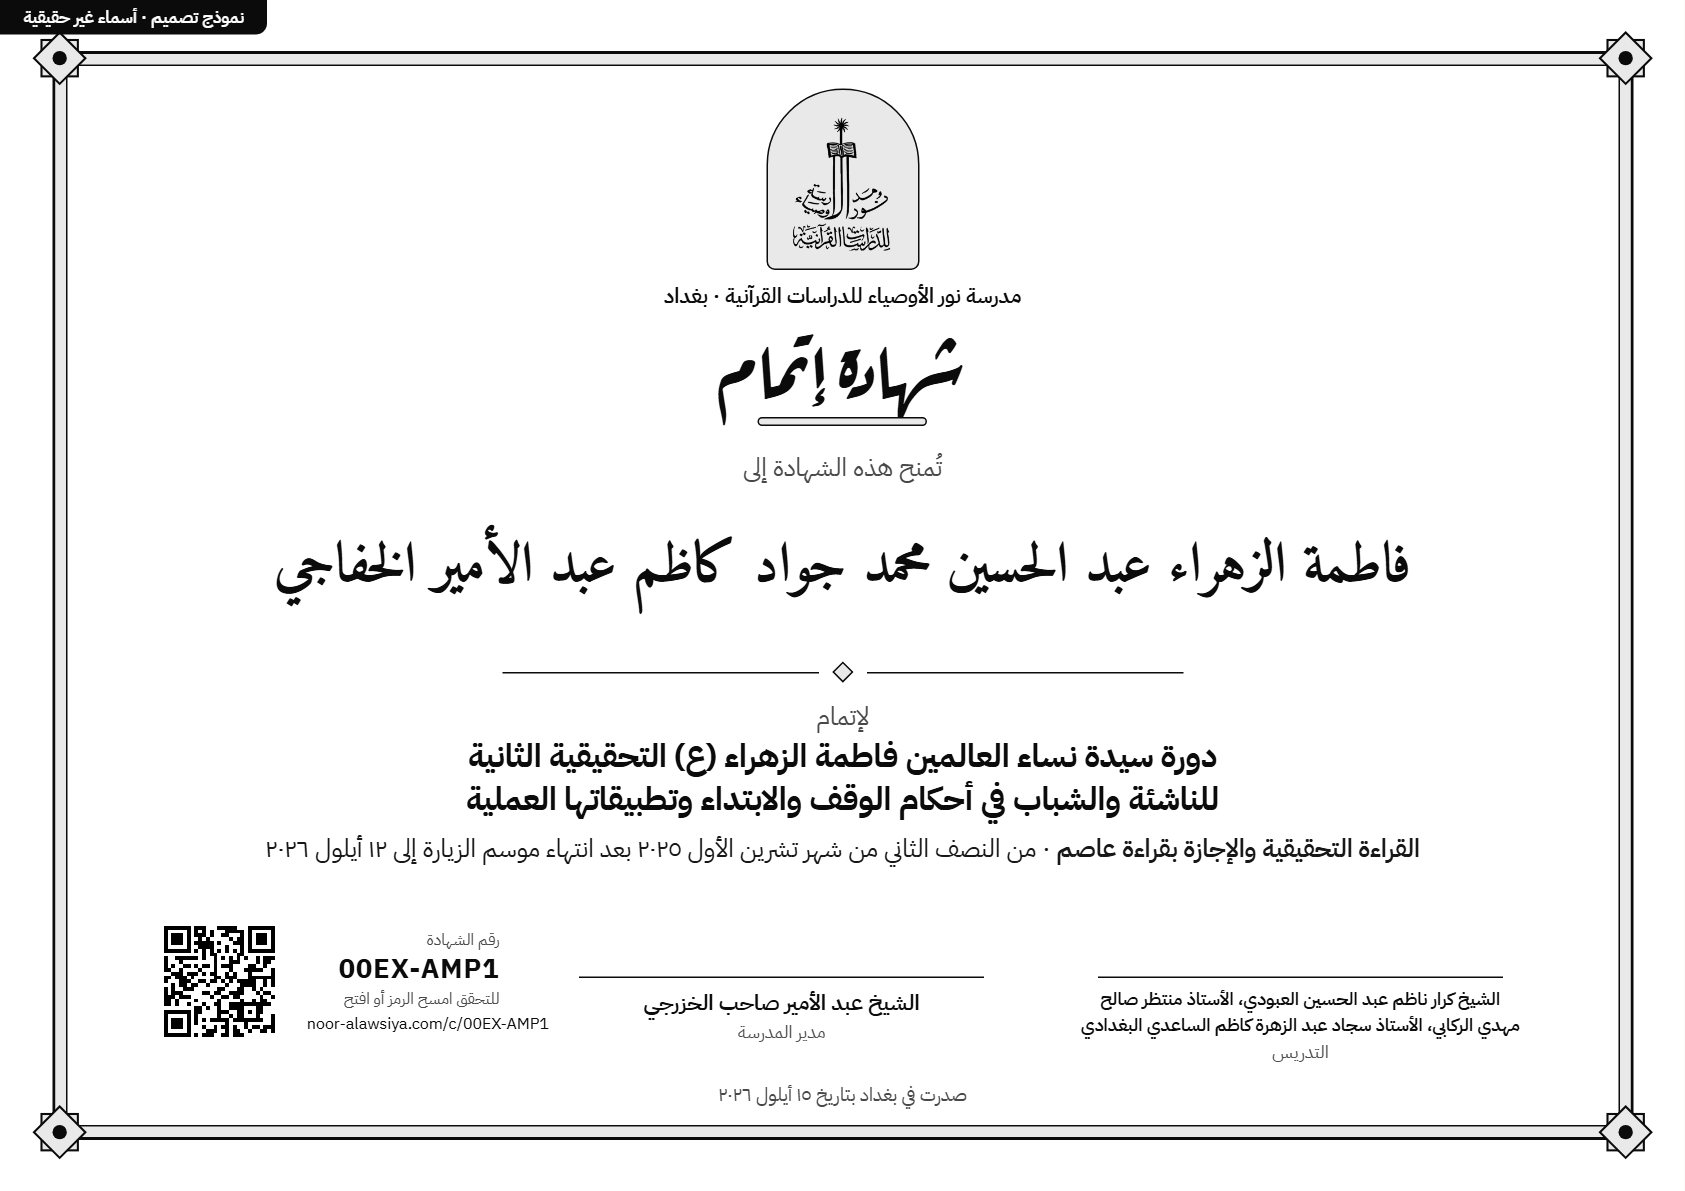 نموذج تصميم · أسماء غير حقيقية
نور
الأوصياء
للدراسات القرآنية
مدرسة نور الأوصياء للدراسات القرآنية · بغداد
شهادة إتمام
تُمنح هذه الشهادة إلى
فاطمة الزهراء عبد الحسين محمد جواد كاظم عبد الأمير الخفاجي
لإتمام
دورة سيدة نساء العالمين فاطمة الزهراء (ع) التحقيقية الثانية
للناشئة والشباب في أحكام الوقف والابتداء وتطبيقاتها العملية
القراءة التحقيقية والإجازة بقراءة عاصم · من النصف الثاني من شهر تشرين الأول ٢٠٢٥ بعد انتهاء موسم الزيارة إلى ١٢ أيلول ٢٠٢٦
الشيخ كرار ناظم عبد الحسين العبودي، الأستاذ منتظر صالح
مهدي الركابي، الأستاذ سجاد عبد الزهرة كاظم الساعدي البغدادي
التدريس
الشيخ عبد الأمير صاحب الخزرجي
مدير المدرسة
رقم الشهادة
00EX-AMP1
للتحقق امسح الرمز أو افتح
noor-alawsiya.com/c/00EX-AMP1
صدرت في بغداد بتاريخ ١٥ أيلول ٢٠٢٦